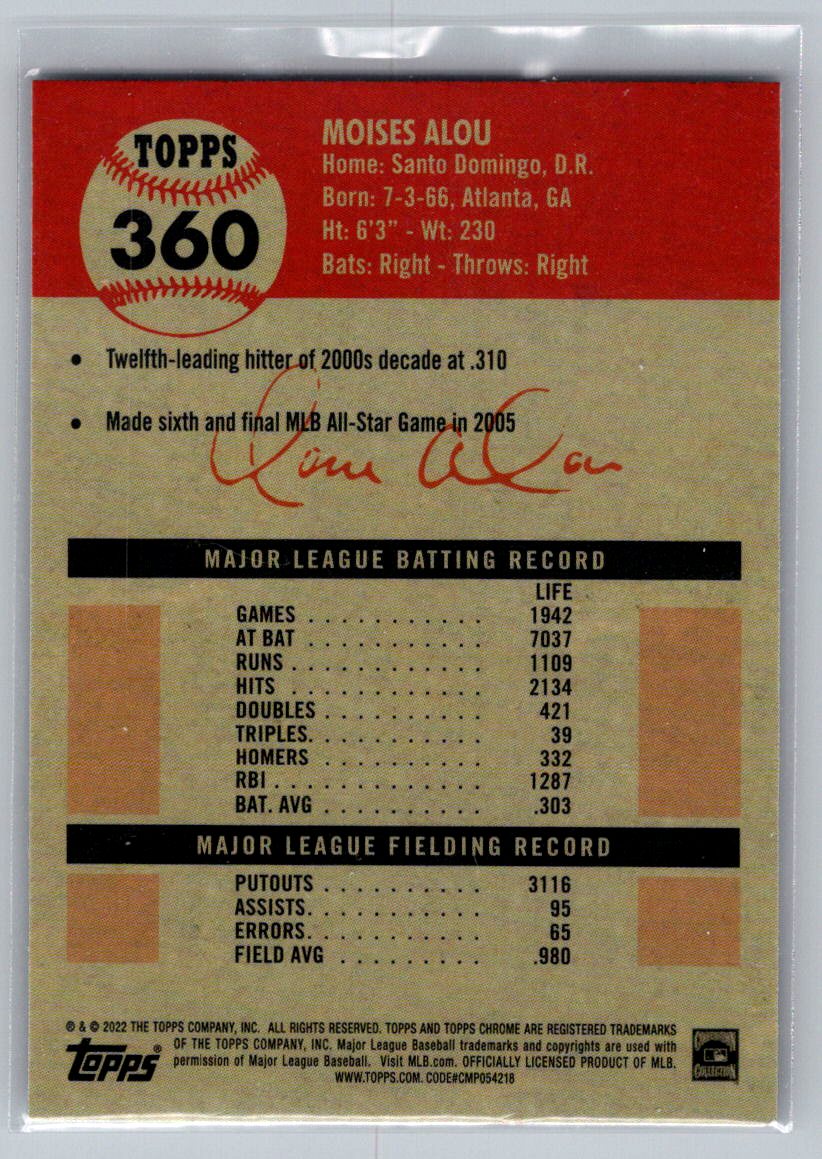 TOPPS
360
MOISES ALOU
Home: Santo Domingo, D.R.
Born: 7-3-66, Atlanta, GA
Ht: 6'3" - Wt: 230
Bats: Right - Throws: Right
• Twelfth-leading hitter of 2000s decade at .310
• Made sixth and final MLB All-Star Game in 2005
MAJOR LEAGUE BATTING RECORD
LIFE
GAMES . . . . . . . . . . . 1942
AT BAT . . . . . . . . . . . 7037
RUNS . . . . . . . . . . . . 1109
HITS . . . . . . . . . . . . 2134
DOUBLES . . . . . . . . . . 421
TRIPLES. . . . . . . . . . . 39
HOMERS . . . . . . . . . . 332
RBI . . . . . . . . . . . . . 1287
BAT. AVG . . . . . . . . . . .303
MAJOR LEAGUE FIELDING RECORD
PUTOUTS . . . . . . . . . . 3116
ASSISTS. . . . . . . . . . . 95
ERRORS. . . . . . . . . . . 65
FIELD AVG . . . . . . . . . .980
® & © 2022 THE TOPPS COMPANY, INC. ALL RIGHTS RESERVED. TOPPS AND TOPPS CHROME ARE REGISTERED TRADEMARKS
OF THE TOPPS COMPANY, INC. Major League Baseball trademarks and copyrights are used with
permission of Major League Baseball. Visit MLB.com. OFFICIALLY LICENSED PRODUCT OF MLB.
WWW.TOPPS.COM. CODE#CMP054218
topps®
COLLECTION